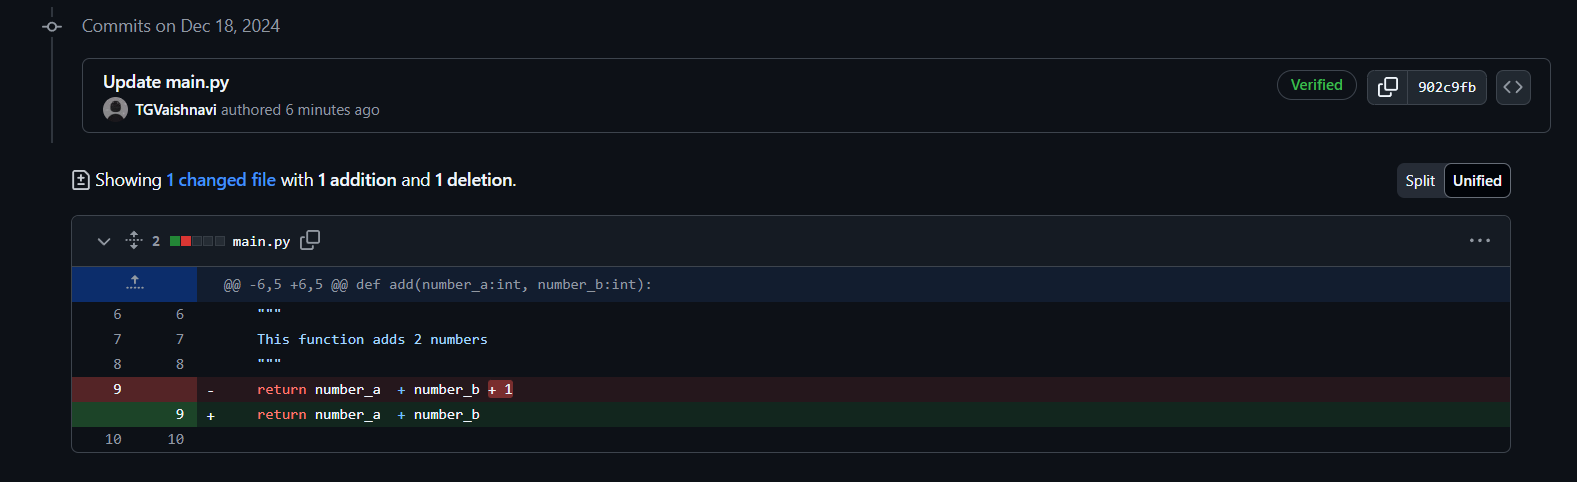 Commits on Dec 18, 2024
Update main.py
Verified
902c9fb
TGVaishnavi authored 6 minutes ago
Showing 1 changed file with 1 addition and 1 deletion.
Split
Unified
2 main.py
@@ -6,5 +6,5 @@ def add(number_a:int, number_b:int):
6 6 """
7 7 This function adds 2 numbers
8 8 """
9 - return number_a  + number_b + 1
9 + return number_a  + number_b
10 10